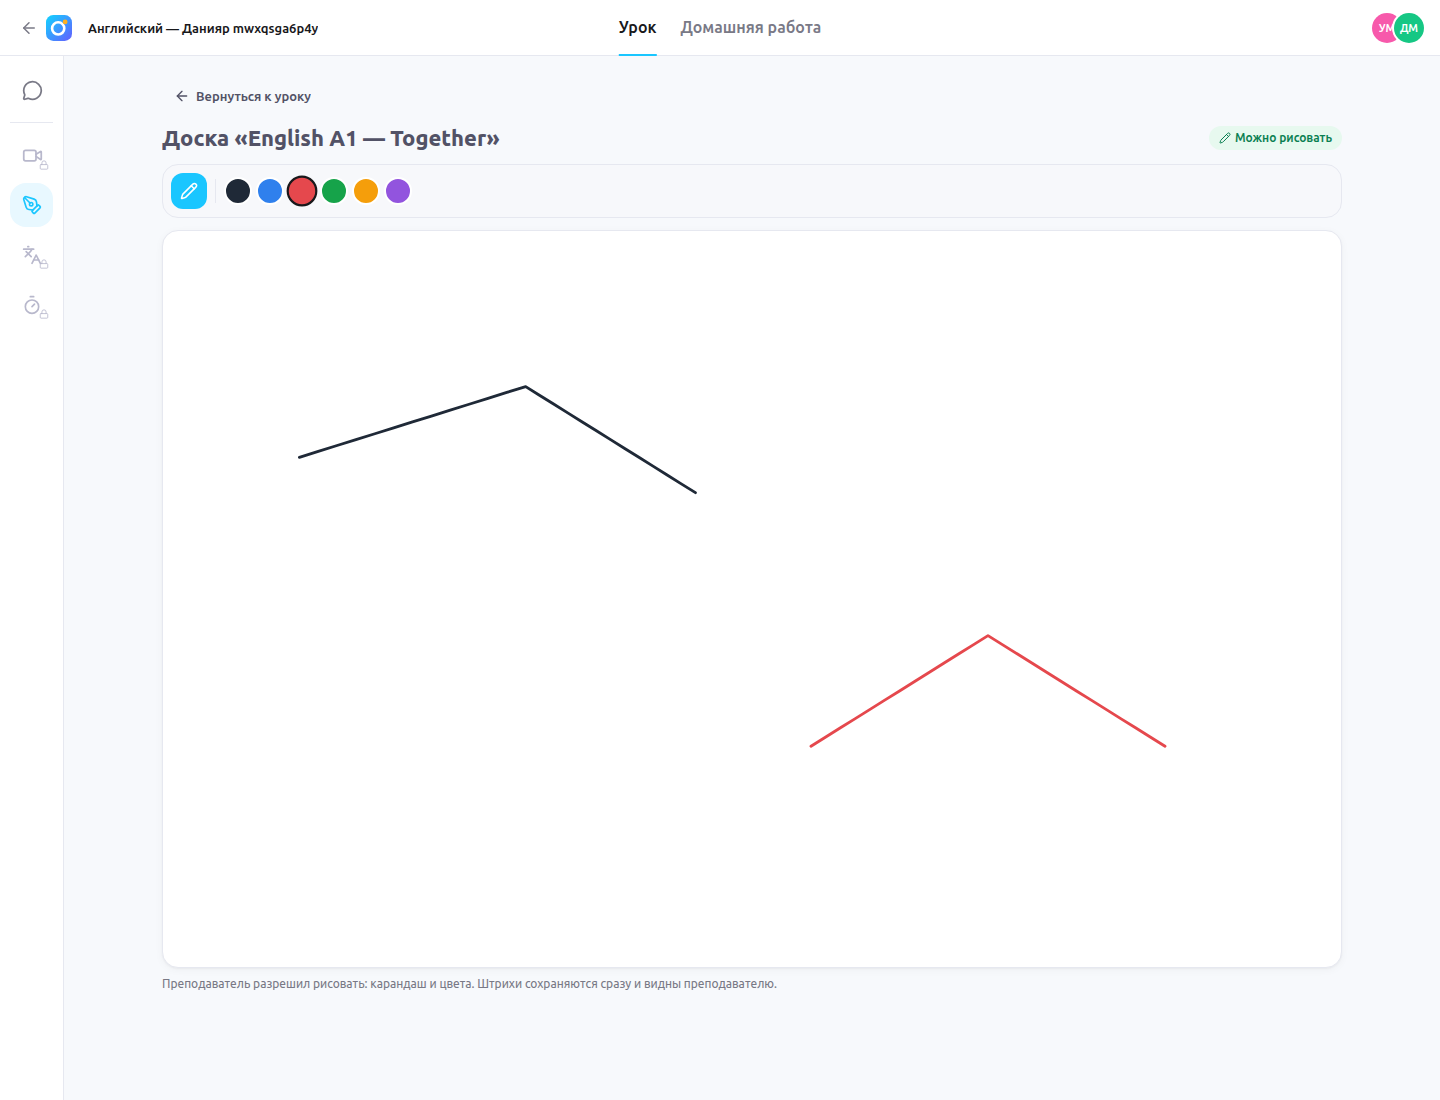 Английский — Данияр mwxqsga6p4y
Урок
Домашняя работа
ДМ
Вернуться к уроку
Доска «English A1 — Together»
Можно рисовать
Преподаватель разрешил рисовать: карандаш и цвета. Штрихи сохраняются сразу и видны преподавателю.